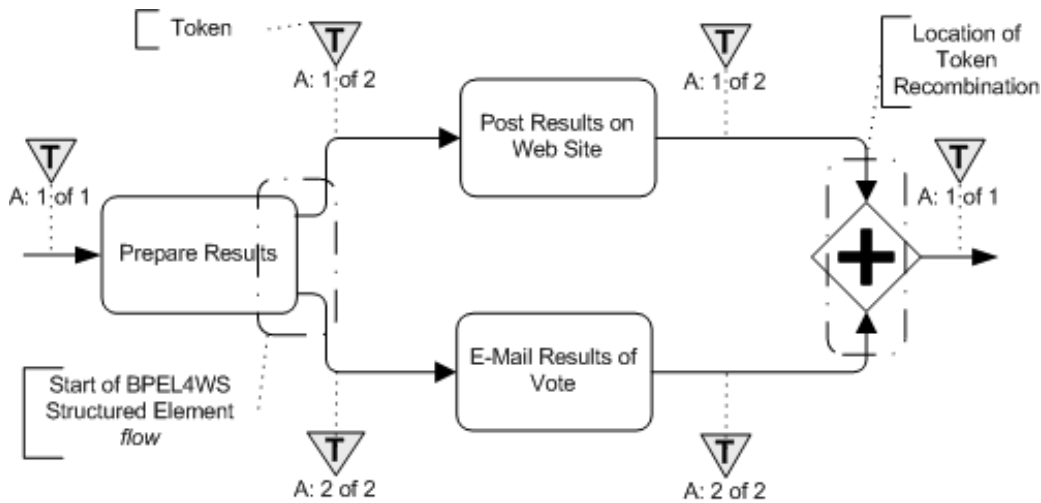 Token
T
A: 1 of 2
T
A: 1 of 2
Location of
Token
Recombination
T
A: 1 of 1
Post Results on
Web Site
T
A: 1 of 1
Prepare Results
E-Mail Results of
Vote
Start of BPEL4WS
Structured Element
flow
T
A: 2 of 2
T
A: 2 of 2